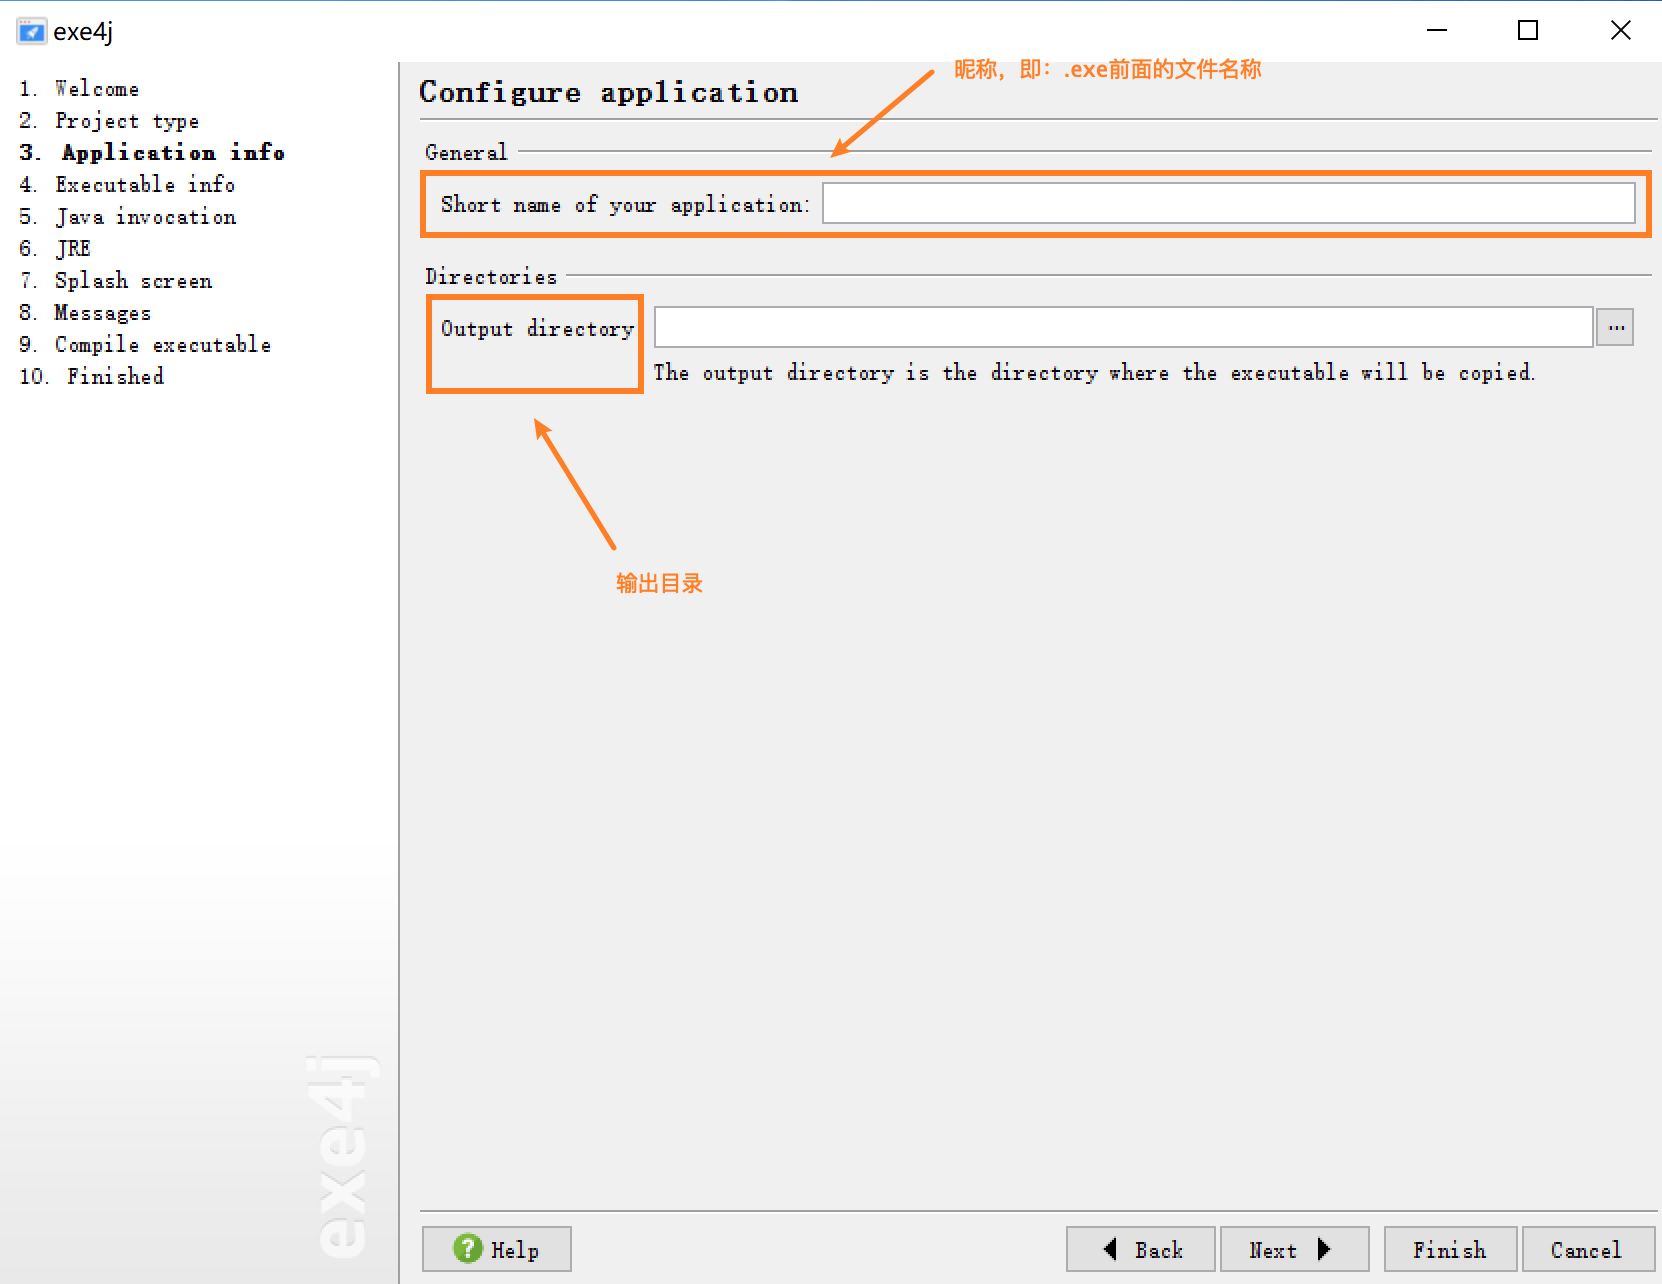 exe4j
1. Welcome
2. Project type
3. Application info
4. Executable info
5. Java invocation
6. JRE
7. Splash screen
8. Messages
9. Compile executable
10. Finished
exe4j
昵称，即：.exe前面的文件名称
Configure application
General
Short name of your application:
Directories
Output directory
...
The output directory is the directory where the executable will be copied.
输出目录
? Help
Back
Next
Finish
Cancel